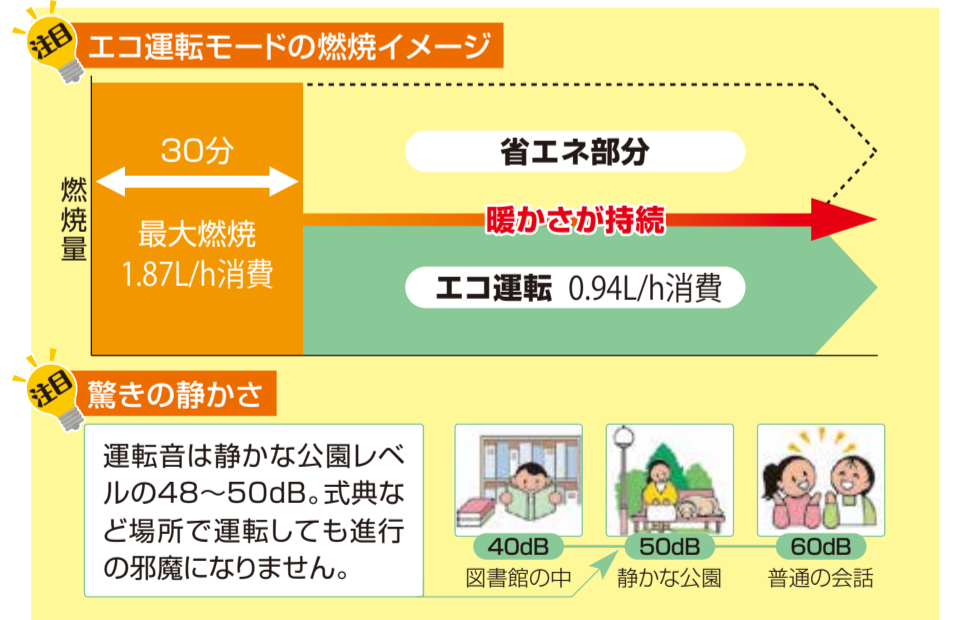 注目
エコ運転モードの燃焼イメージ
燃焼量
30分
最大燃焼
1.87L/h消費
省エネ部分
暖かさが持続
エコ運転 0.94L/h消費
注目
驚きの静かさ
運転音は静かな公園レベ
ルの48〜50dB。式典な
ど場所で運転しても進行
の邪魔になりません。
40dB
図書館の中
50dB
静かな公園
60dB
普通の会話